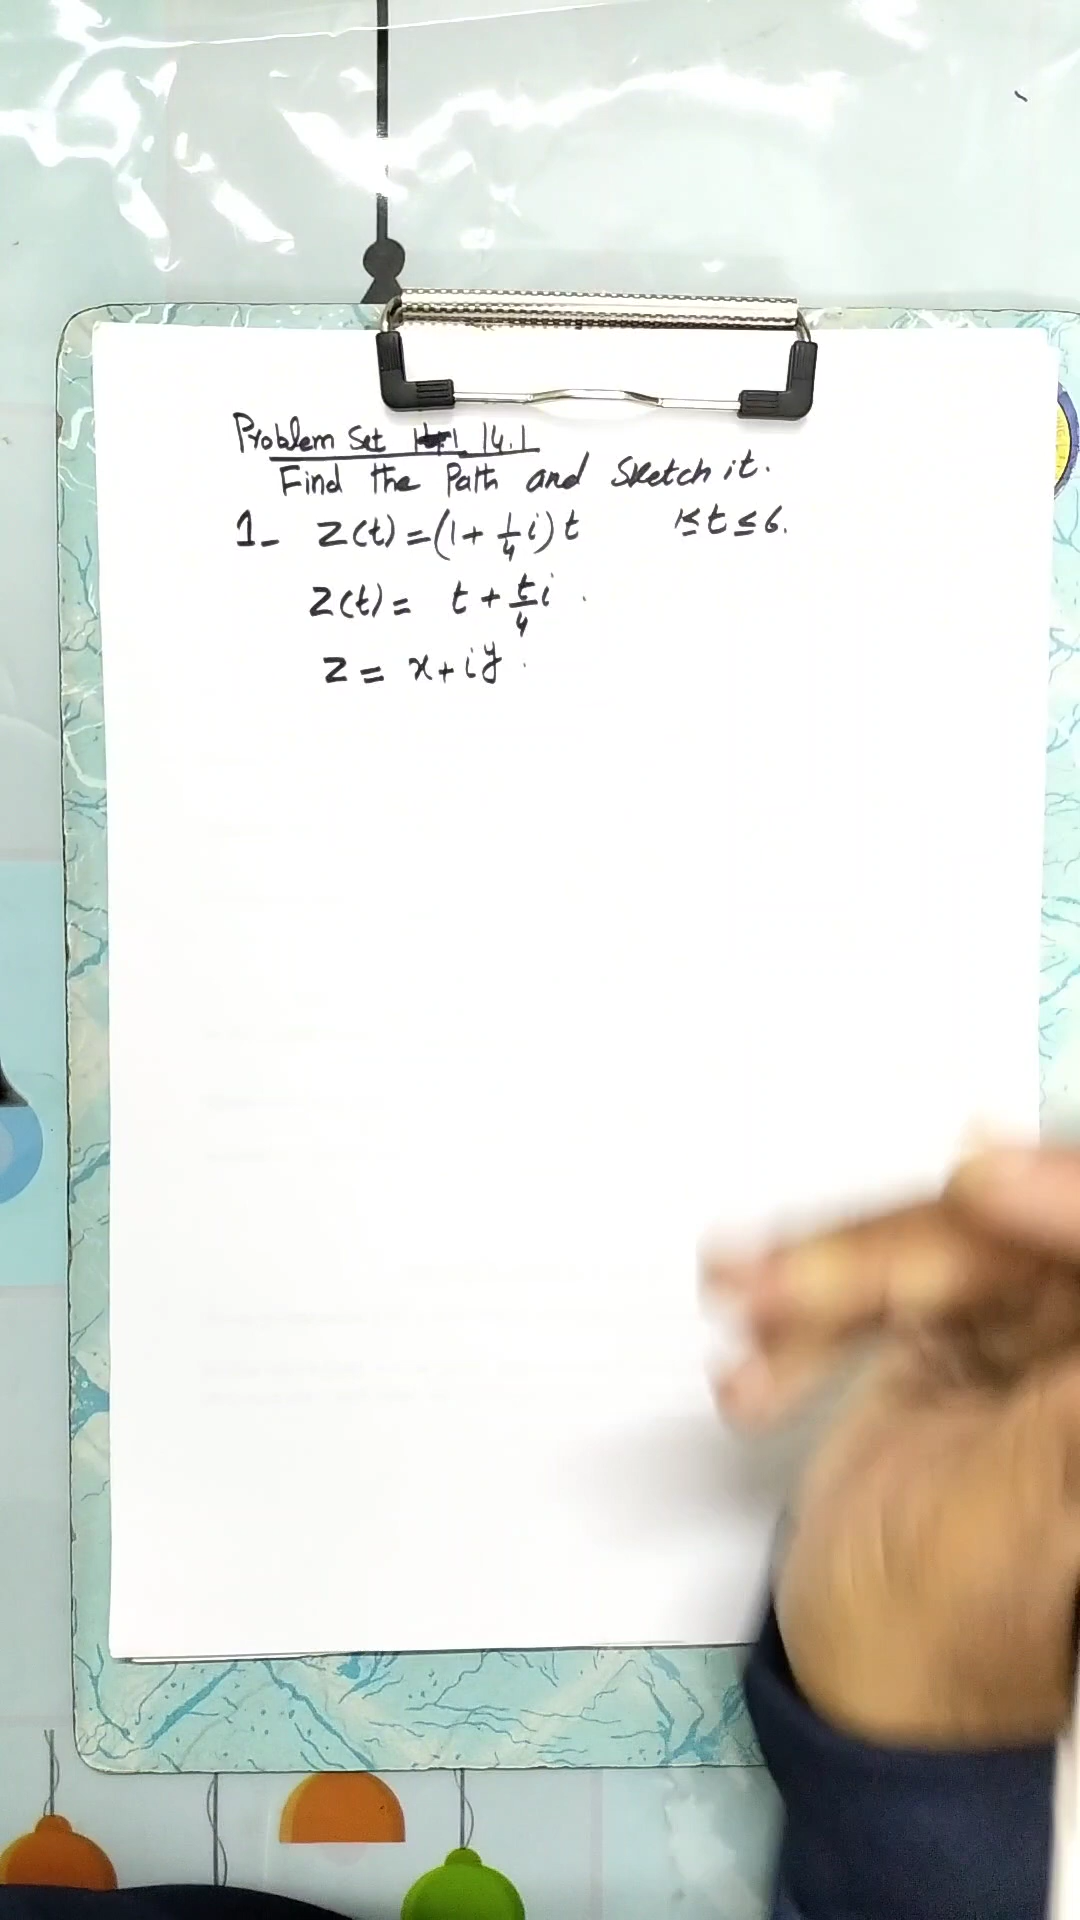 Problem Set 14.1
Find the Path and Sketch it.
1- Z(t) = (1 + 1/4 i) t 1 ≤ t ≤ 6.
Z(t) = t + t/4 i .
Z = x + iy .